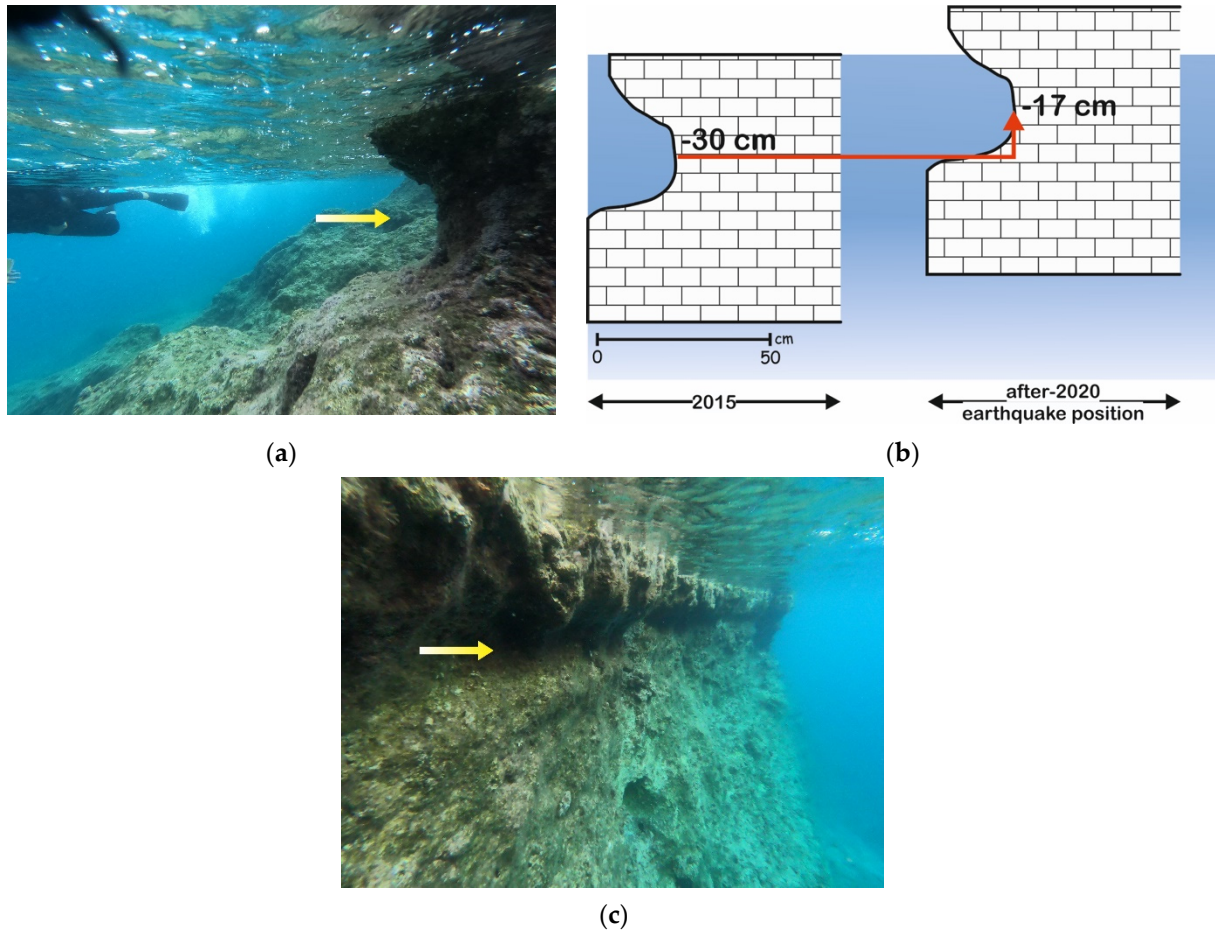 -30 cm
-17 cm
0 50 cm
2015
after-2020
earthquake position
(a)
(b)
(c)